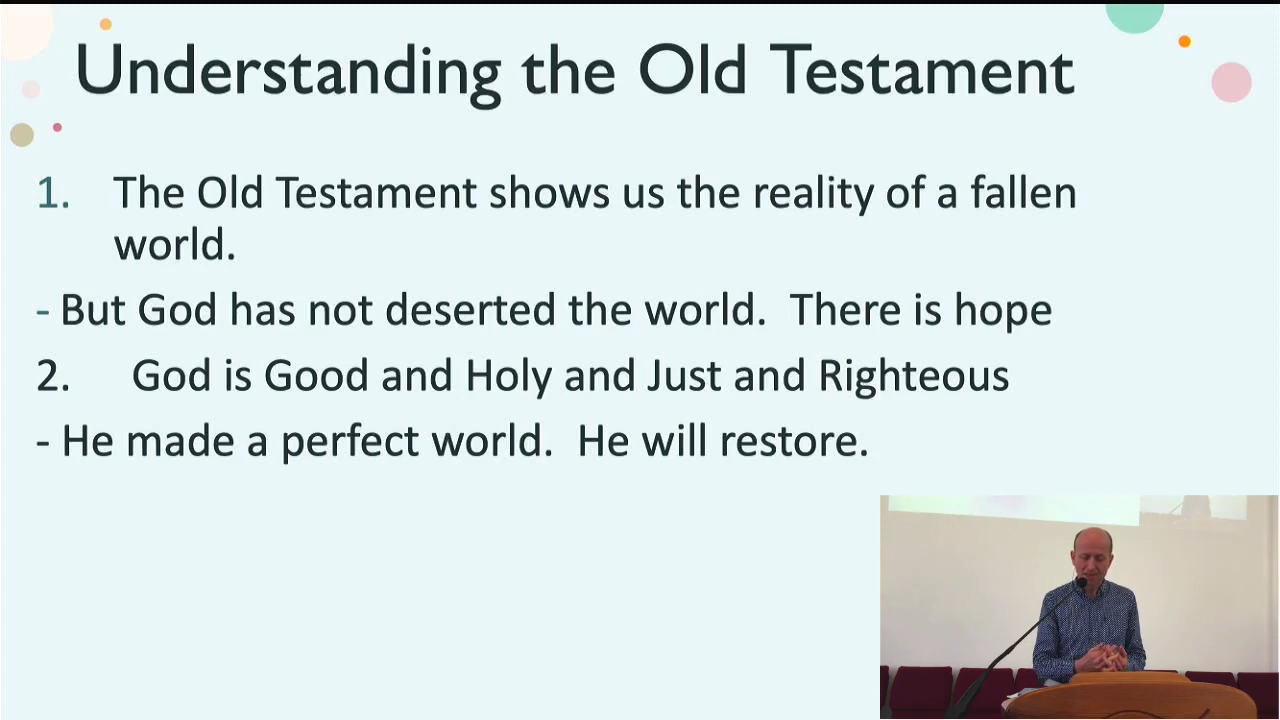 Understanding the Old Testament
1. The Old Testament shows us the reality of a fallen
world.
- But God has not deserted the world. There is hope
2. God is Good and Holy and Just and Righteous
- He made a perfect world. He will restore.